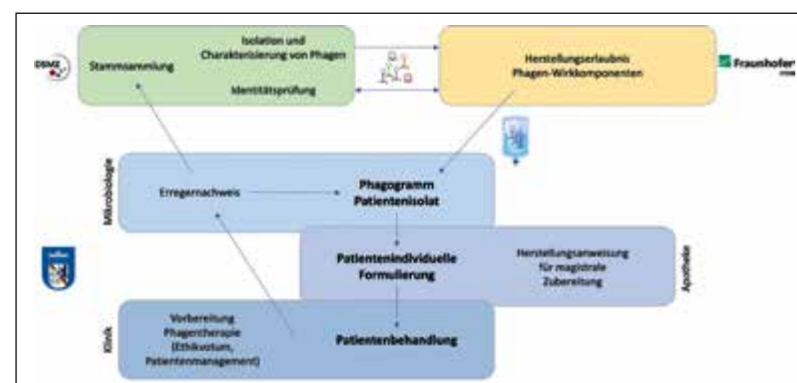 DSMZ
Stammsammlung
Isolation und
Charakterisierung von Phagen
Identitätsprüfung
Herstellungserlaubnis
Phagen-Wirkkomponenten
Fraunhofer
Mikrobiologie
Erregernachweis
Phagogramm
Patientenisolat
Patientenindividuelle
Formulierung
Herstellungsanweisung
für magistrale
Zubereitung
Apotheke
Klinik
Vorbereitung
Phagentherapie
(Ethikvotum,
Patientenmanagement)
Patientenbehandlung